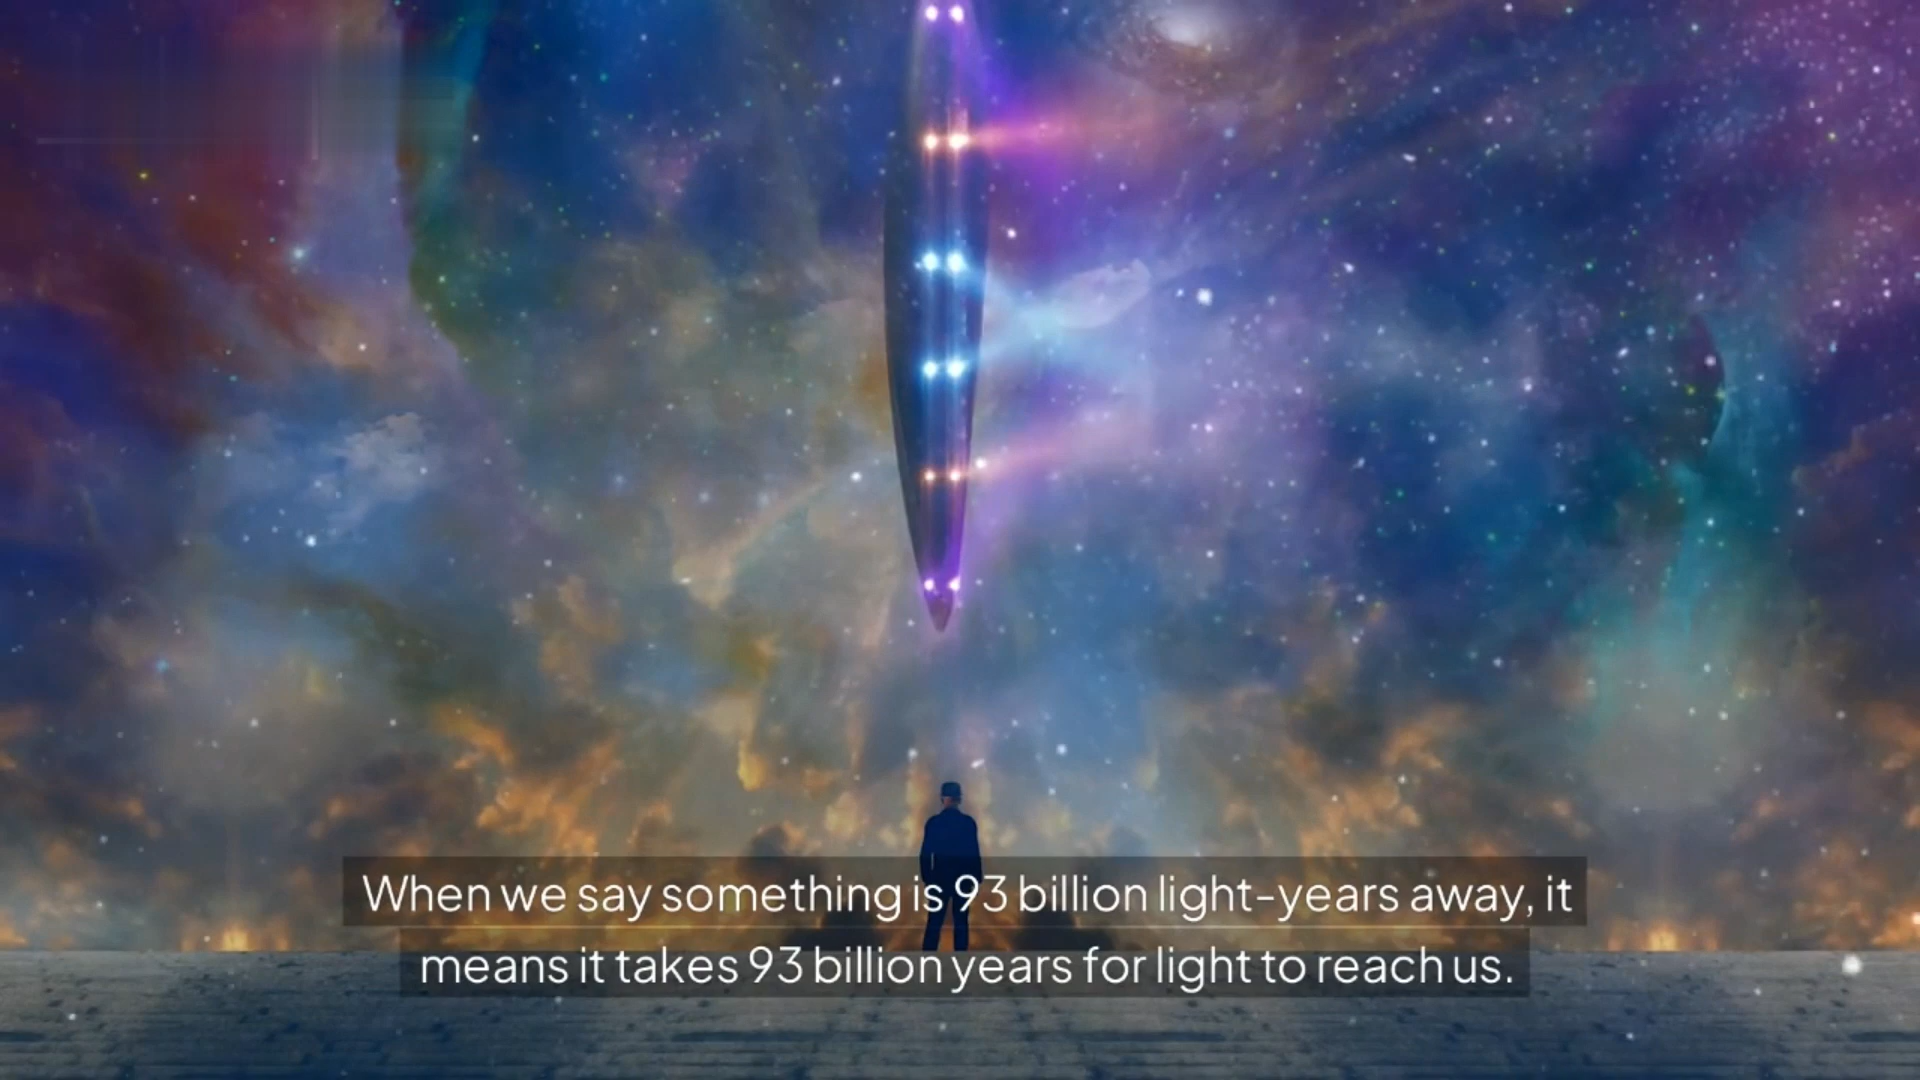 When we say something is 93 billion light-years away, it
means it takes 93 billion years for light to reach us.